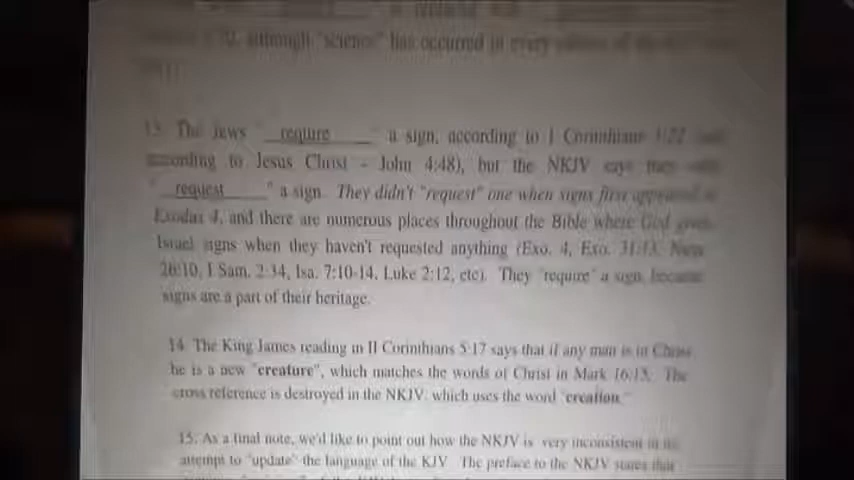 although "science" has occurred in every
13. The Jews "__require____" a sign, according to I Corinthians 1:22
according to Jesus Christ - John 4:48), but the NKJV says they
"__request____" a sign. They didn't "request" one when signs first appeared in
Exodus 4, and there are numerous places throughout the Bible where God gives
Israel signs when they haven't requested anything (Exo. 4, Exo. 31:13, Num.
26:10, I Sam. 2:34, Isa. 7:10-14, Luke 2:12, etc). They "require" a sign, because
signs are a part of their heritage.
14. The King James reading in II Corinthians 5:17 says that if any man is in Christ
he is a new "creature", which matches the words of Christ in Mark 16:15. The
cross reference is destroyed in the NKJV, which uses the word "creation."
15. As a final note, we'd like to point out how the NKJV is very inconsistent in its
attempt to "update" the language of the KJV. The preface to the NKJV states that